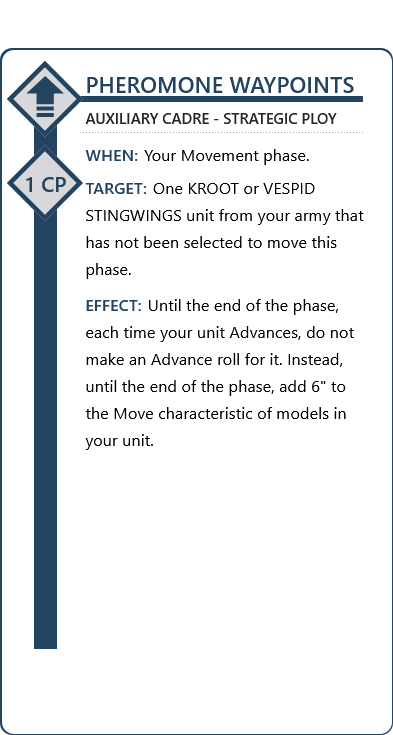 PHEROMONE WAYPOINTS
AUXILIARY CADRE - STRATEGIC PLOY
WHEN: Your Movement phase.
1 CP
TARGET: One KROOT or VESPID
STINGWINGS unit from your army that
has not been selected to move this
phase.
EFFECT: Until the end of the phase,
each time your unit Advances, do not
make an Advance roll for it. Instead,
until the end of the phase, add 6" to
the Move characteristic of models in
your unit.